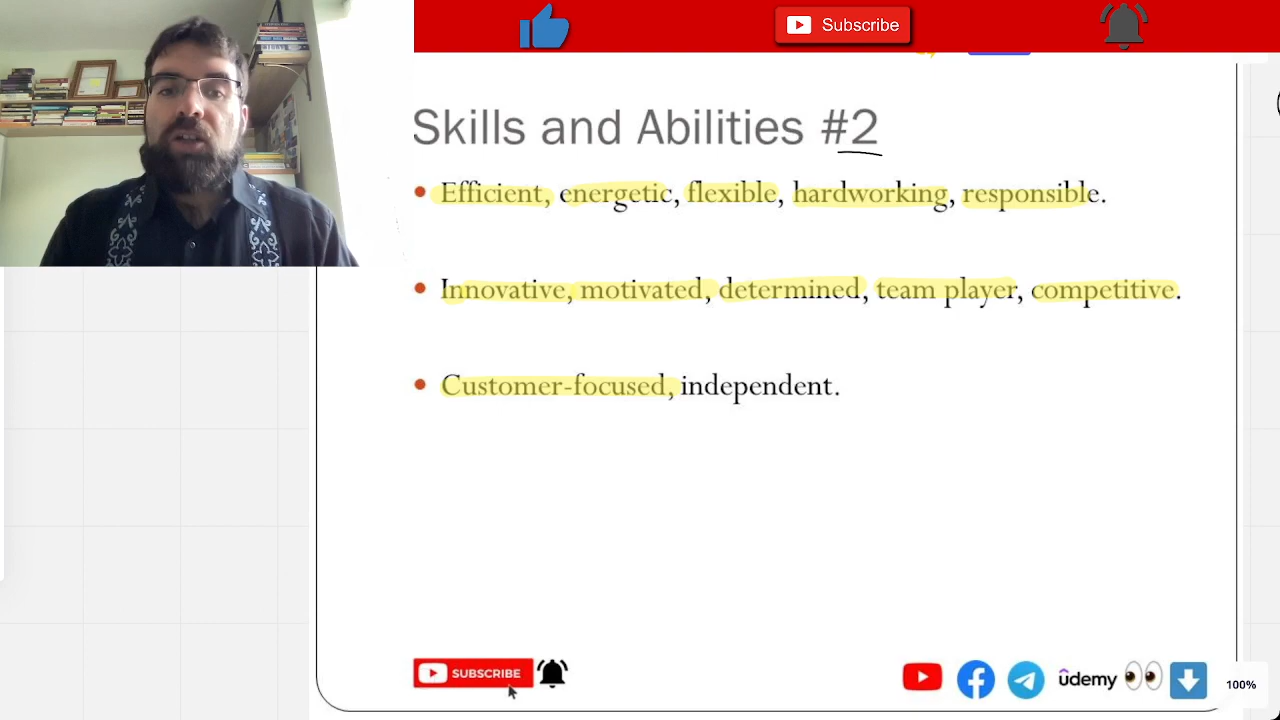 Subscribe
Skills and Abilities #2
Efficient, energetic, flexible, hardworking, responsible.
Innovative, motivated, determined, team player, competitive.
Customer-focused, independent.
SUBSCRIBE
ûdemy
100%